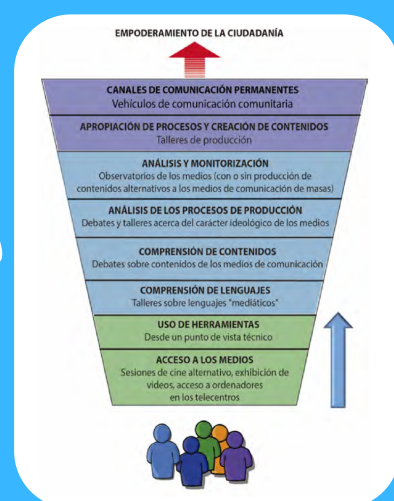 EMPODERAMIENTO DE LA CIUDADANÍA
CANALES DE COMUNICACIÓN PERMANENTES
Vehículos de comunicación comunitaria
APROPIACIÓN DE PROCESOS Y CREACIÓN DE CONTENIDOS
Talleres de producción
ANÁLISIS Y MONITORIZACIÓN
Observatorios de los medios (con o sin producción de
contenidos alternativos a los medios de comunicación de masas)
ANÁLISIS DE LOS PROCESOS DE PRODUCCIÓN
Debates y talleres acerca del carácter ideológico de los medios
COMPRENSIÓN DE CONTENIDOS
Debates sobre contenidos de los medios de comunicación
COMPRENSIÓN DE LENGUAJES
Talleres sobre lenguajes "mediáticos"
USO DE HERRAMIENTAS
Desde un punto de vista técnico
ACCESO A LOS MEDIOS
Sesiones de cine alternativo, exhibición de
videos, acceso a ordenadores
en los telecentros